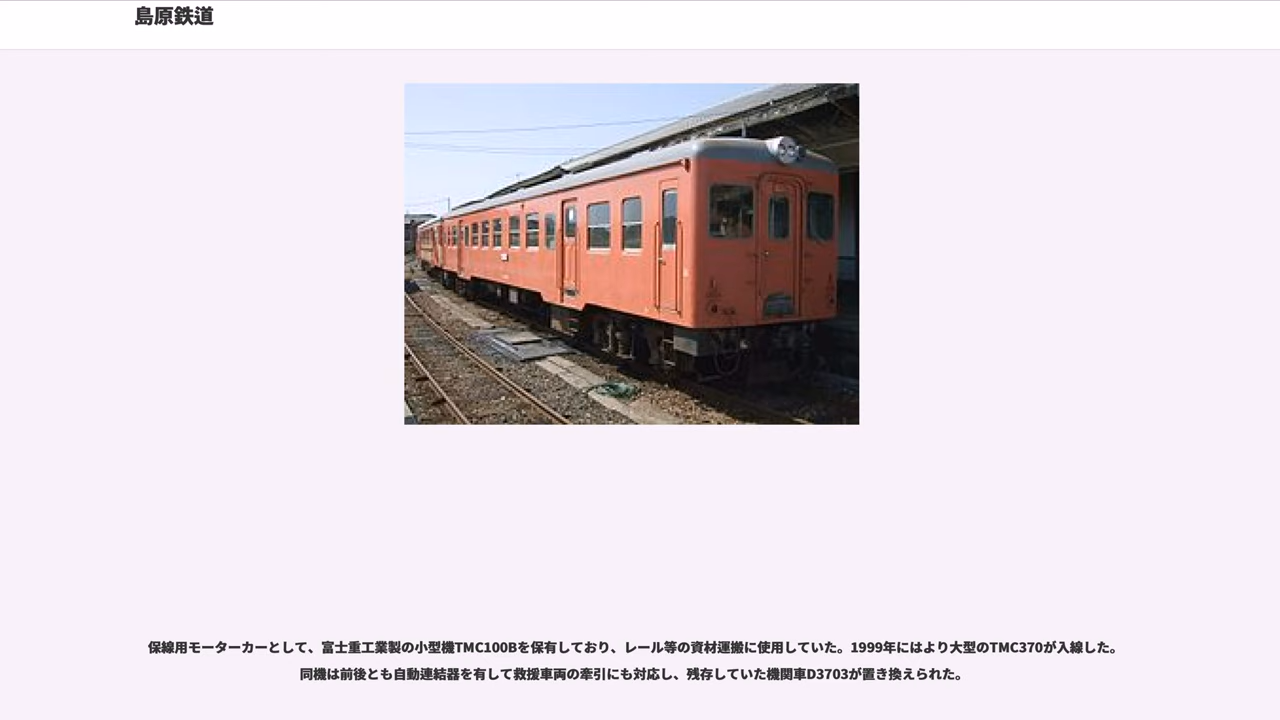 島原鉄道
保線用モーターカーとして、富士重工業製の小型機TMC100Bを保有しており、レール等の資材運搬に使用していた。1999年にはより大型のTMC370が入線した。
同機は前後とも自動連結器を有して救援車両の牽引にも対応し、残存していた機関車D3703が置き換えられた。